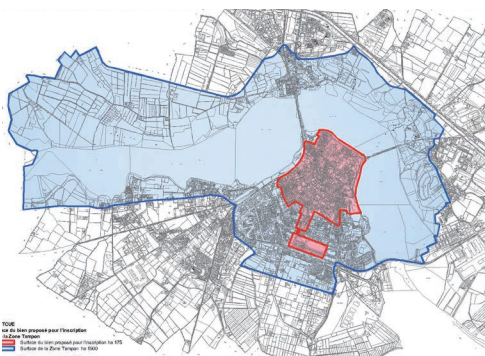 TOUE
ce du bien proposé pour l'inscription
la Zone Tampon
Surface du bien proposé pour l'inscription ha 175
Surface de la Zone Tampon ha 1900